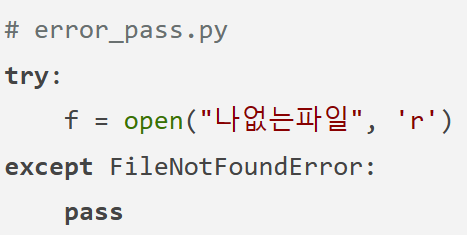 # error_pass.py
try:
    f = open("나없는파일", 'r')
except FileNotFoundError:
    pass